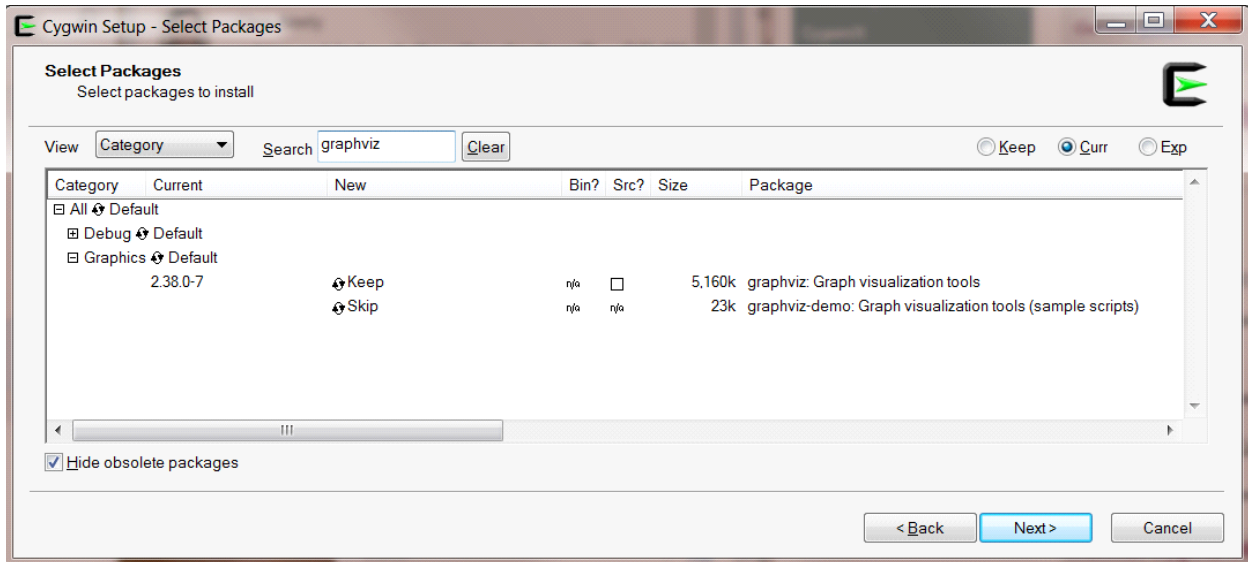 Cygwin Setup - Select Packages
Select Packages
Select packages to install
View Category Search graphviz Clear Keep Curr Exp
Category Current New Bin? Src? Size Package
All Default
Debug Default
Graphics Default
2.38.0-7 Keep n/a 5,160k graphviz: Graph visualization tools
Skip n/a n/a 23k graphviz-demo: Graph visualization tools (sample scripts)
Hide obsolete packages
< Back Next > Cancel